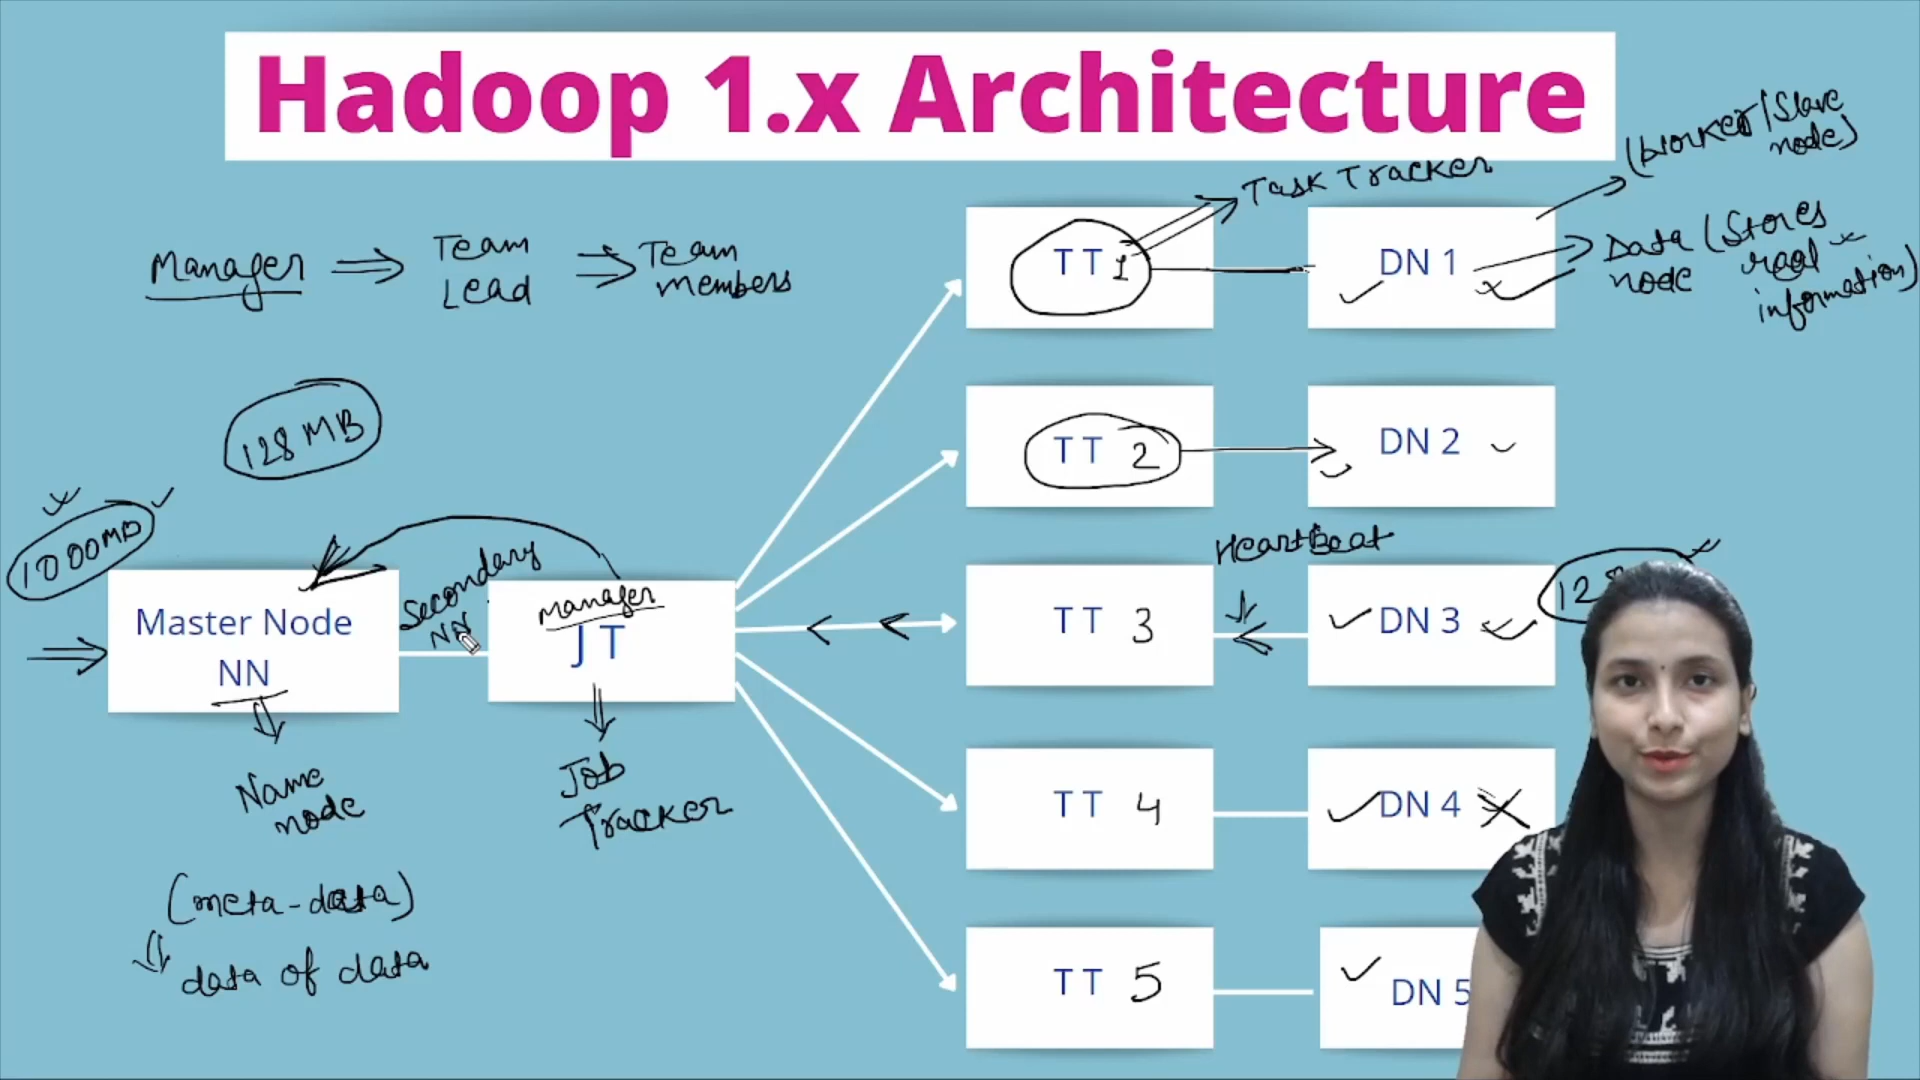 Hadoop 1.x Architecture
Manager ⇒ Team Lead ⇒ Team members
128 MB
1000MB
Master Node
NN
Name
node
(meta-data)
data of data
Secondary
NN
manager
JT
Job
Tracker
TT 1
Task Tracker
DN 1
(worker/Slave
node)
Data (Stores
node real
information)
TT 2
DN 2
HeartBeat
TT 3
DN 3
TT 4
DN 4
TT 5
DN 5